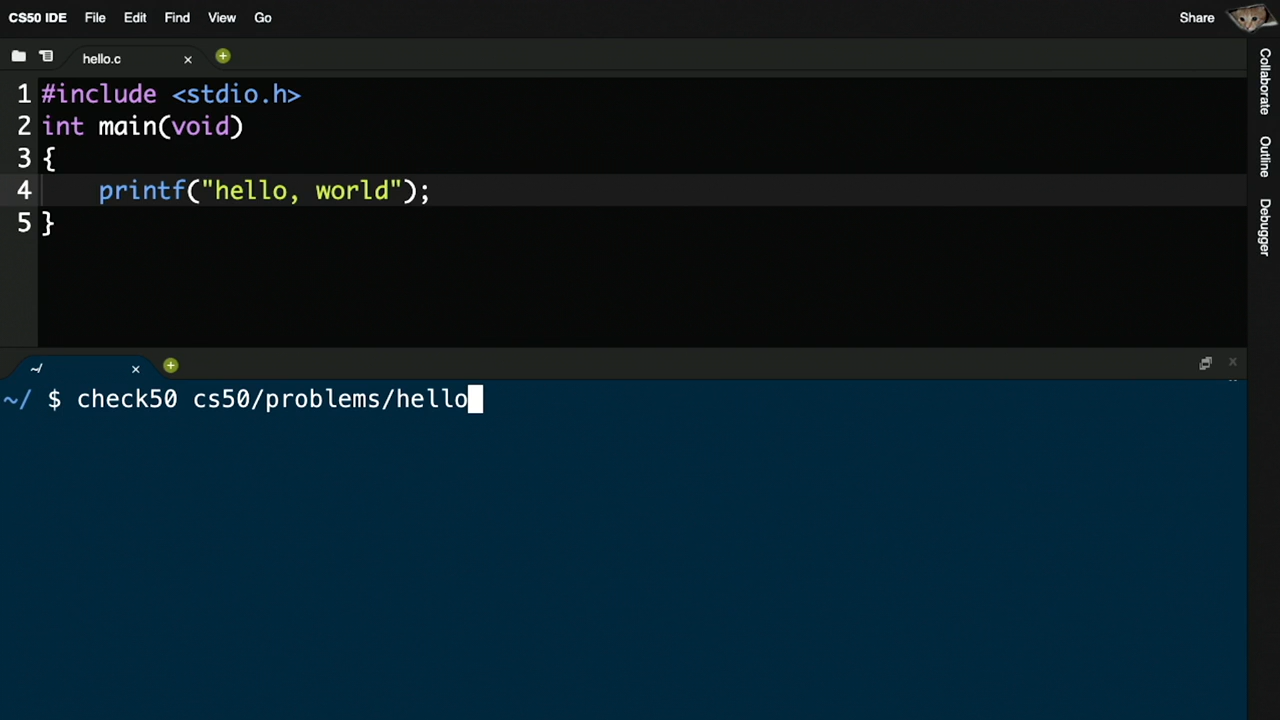 CS50 IDE File Edit Find View Go Share
hello.c
1 #include <stdio.h>
2 int main(void)
3 {
4     printf("hello, world");
5 }
Collaborate
Outline
Debugger
~/
~/ $ check50 cs50/problems/hello